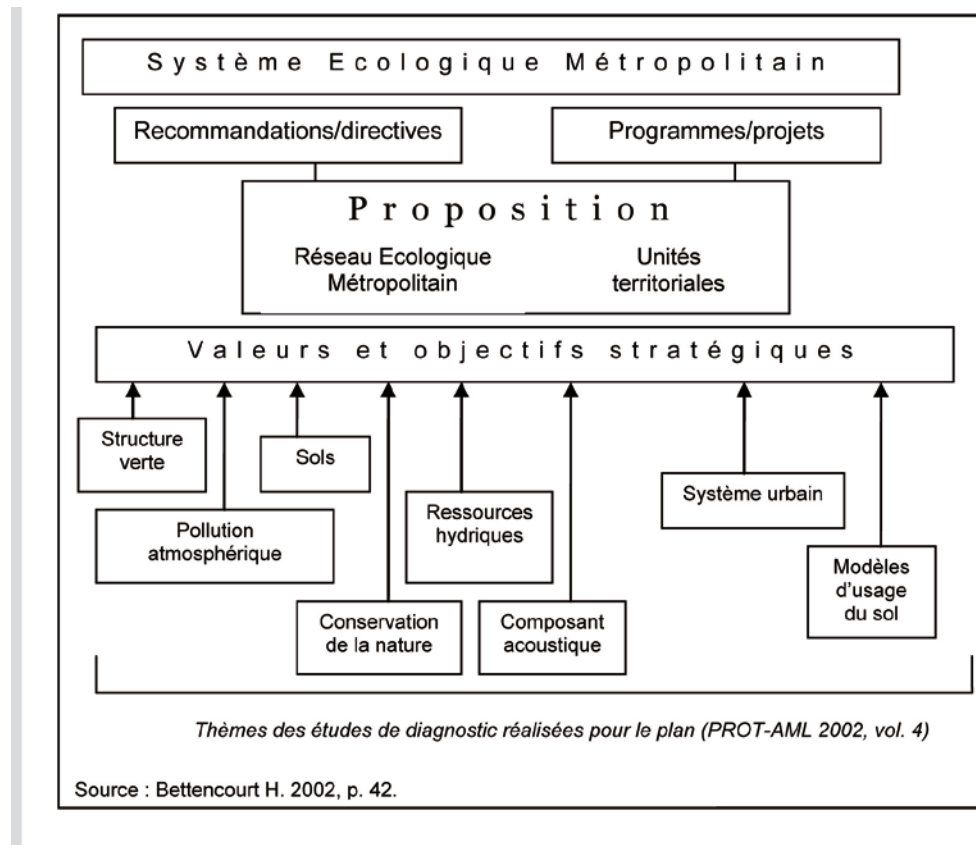 Système Ecologique Métropolitain
Recommandations/directives
Programmes/projets
Proposition
Réseau Ecologique
Métropolitain
Unités
territoriales
Valeurs et objectifs stratégiques
Structure
verte
Pollution
atmosphérique
Sols
Conservation
de la nature
Ressources
hydriques
Composant
acoustique
Système urbain
Modèles
d'usage
du sol
Thèmes des études de diagnostic réalisées pour le plan (PROT-AML 2002, vol. 4)
Source : Bettencourt H. 2002, p. 42.